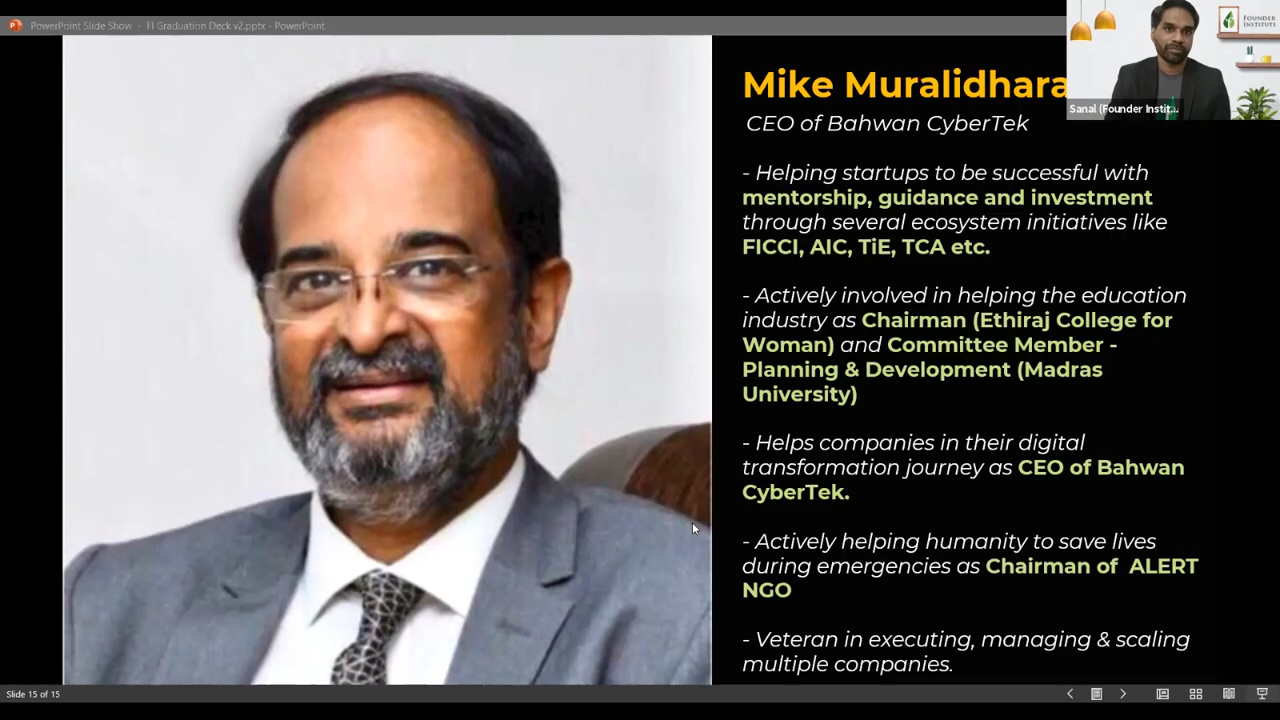 PowerPoint Slide Show - FI Graduation Deck v2.pptx - PowerPoint
FOUNDER
INSTITUTE
Sanal (Founder Instit...
Mike Muralidhara
CEO of Bahwan CyberTek
- Helping startups to be successful with
mentorship, guidance and investment
through several ecosystem initiatives like
FICCI, AIC, TiE, TCA etc.
- Actively involved in helping the education
industry as Chairman (Ethiraj College for
Woman) and Committee Member -
Planning & Development (Madras
University)
- Helps companies in their digital
transformation journey as CEO of Bahwan
CyberTek.
- Actively helping humanity to save lives
during emergencies as Chairman of ALERT
NGO
- Veteran in executing, managing & scaling
multiple companies.
Slide 15 of 15